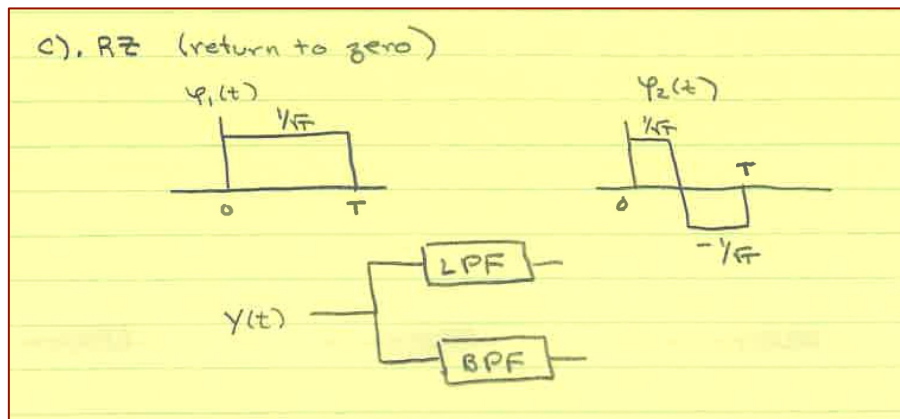 c). RZ (return to zero)
φ₁(t)
1/√T
0
T
φ₂(t)
1/√T
0
T
-1/√T
Y(t)
LPF
BPF